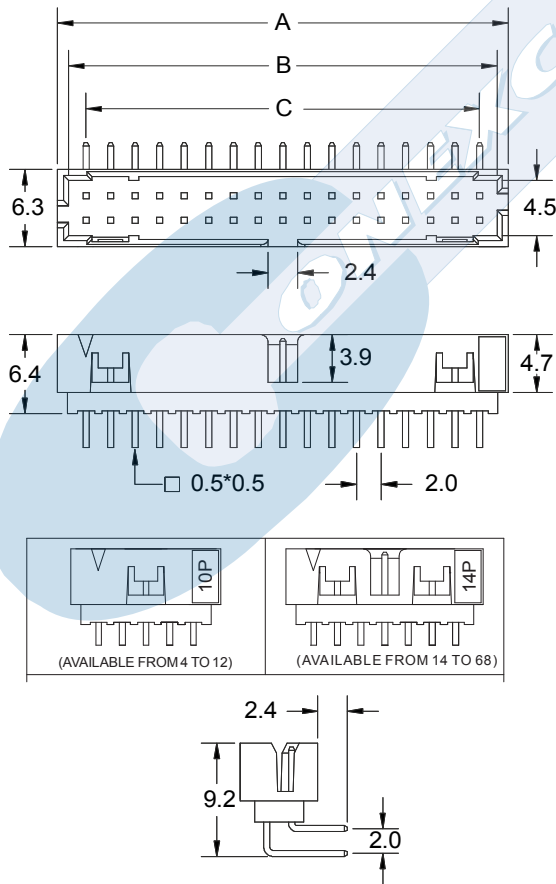 A
B
C
6.3
4.5
2.4
6.4
3.9
4.7
□ 0.5*0.5
2.0
10P
14P
(AVAILABLE FROM 4 TO 12)
(AVAILABLE FROM 14 TO 68)
2.4
9.2
2.0
ONEXC